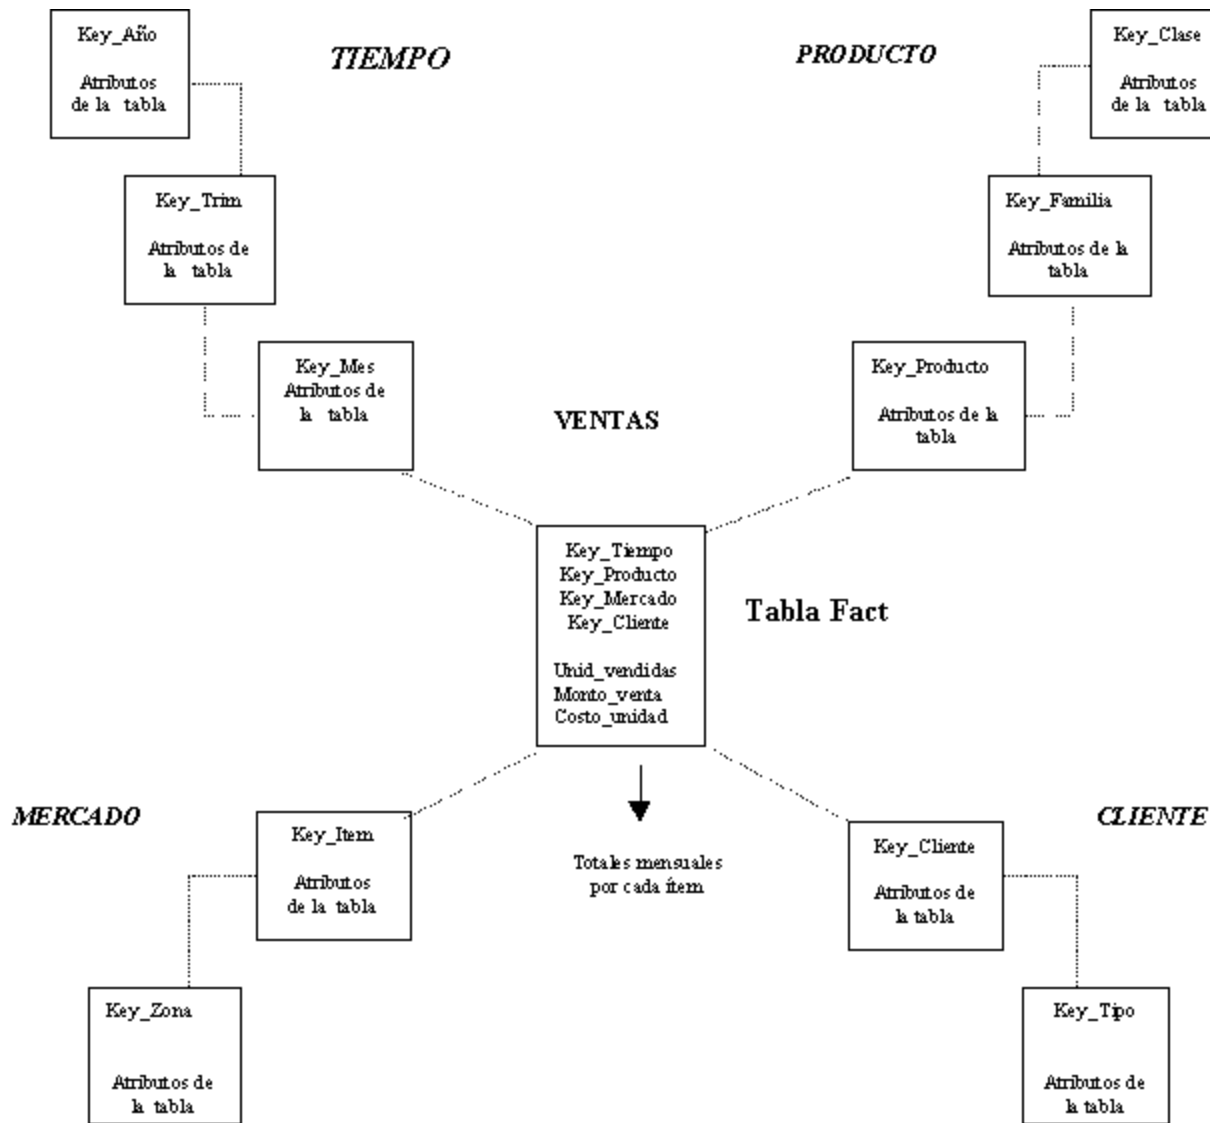 Key_Año
Atributos
de la tabla
TIEMPO
PRODUCTO
Key_Clase
Atributos
de la tabla
Key_Trim
Atributos de
la tabla
Key_Familia
Atributos de la
tabla
Key_Mes
Atributos de
la tabla
VENTAS
Key_Producto
Atributos de la
tabla
Key_Tiempo
Key_Producto
Key_Mercado
Key_Cliente
Unid_vendidas
Monto_venta
Costo_unidad
Tabla Fact
MERCADO
Key_Item
Atributos
de la tabla
Totales mensuales
por cada ítem
Key_Cliente
Atributos de
la tabla
CLIENTE
Key_Zona
Atributos de
la tabla
Key_Tipo
Atributos de
la tabla